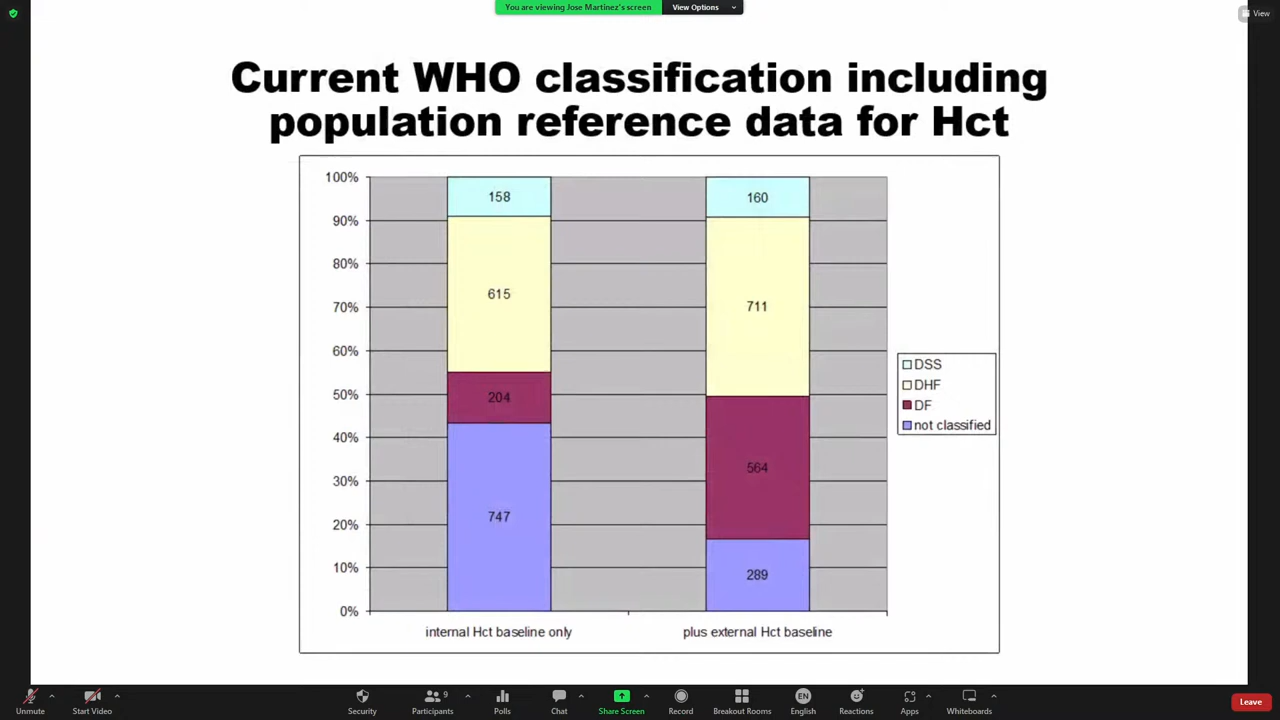 You are viewing Jose Martinez's screen
View Options
View
Current WHO classification including
population reference data for Hct
100%
90%
80%
70%
60%
50%
40%
30%
20%
10%
0%
158
615
204
747
160
711
564
289
internal Hct baseline only
plus external Hct baseline
DSS
DHF
DF
not classified
Unmute
Start Video
Security
9
Participants
Polls
Chat
Share Screen
Record
Breakout Rooms
EN
English
Reactions
Apps
Whiteboards
Leave